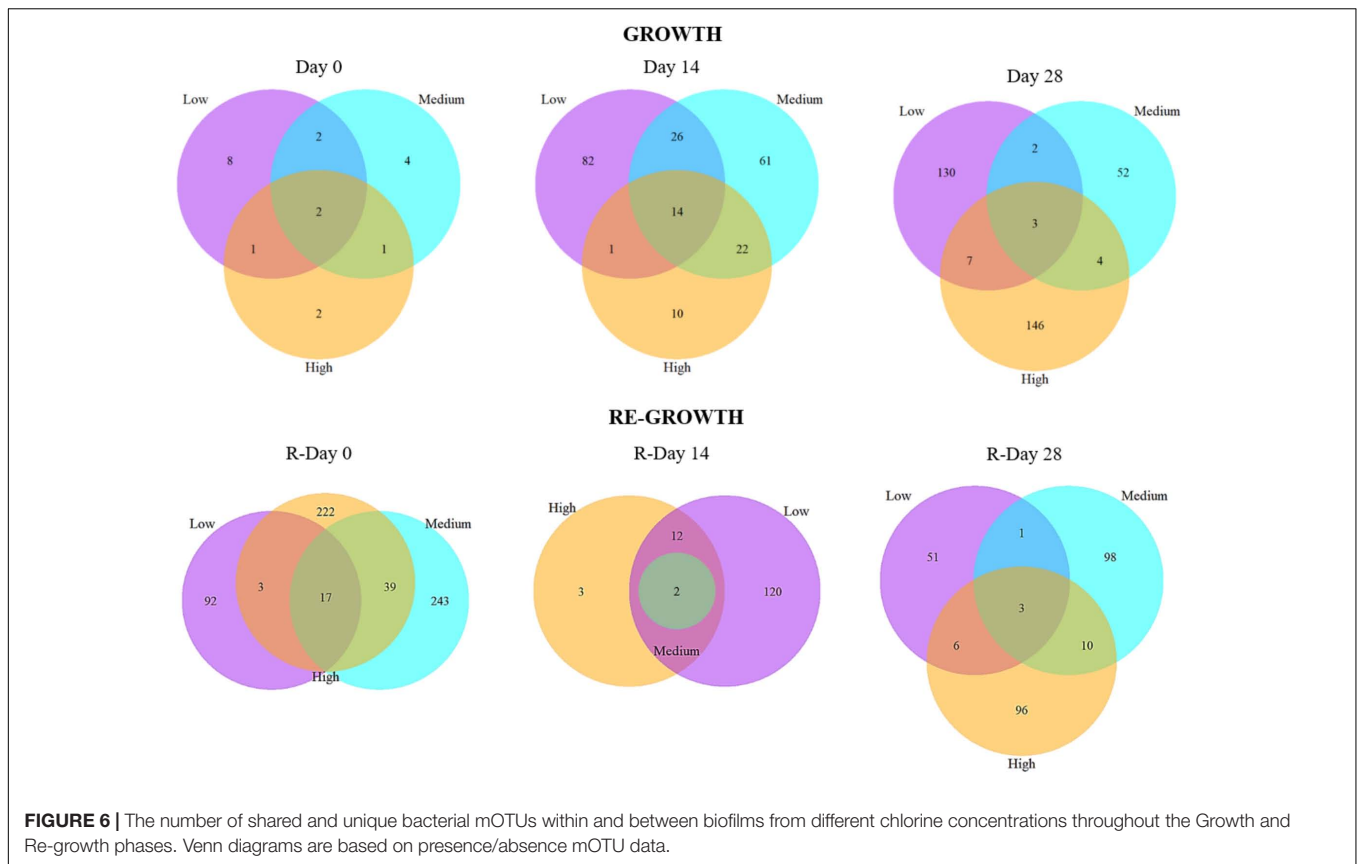 GROWTH
Day 0
Day 14
Day 28
Low
Medium
2
8
4
2
1
1
2
High
Low
Medium
26
82
61
14
1
22
10
High
Low
Medium
2
130
52
3
7
4
146
High
RE-GROWTH
R-Day 0
R-Day 14
R-Day 28
222
Low
Medium
3
17
39
92
243
High
High
Low
12
3
2
120
Medium
Low
Medium
1
51
98
3
6
10
96
High
FIGURE 6 | The number of shared and unique bacterial mOTUs within and between biofilms from different chlorine concentrations throughout the Growth and
Re-growth phases. Venn diagrams are based on presence/absence mOTU data.